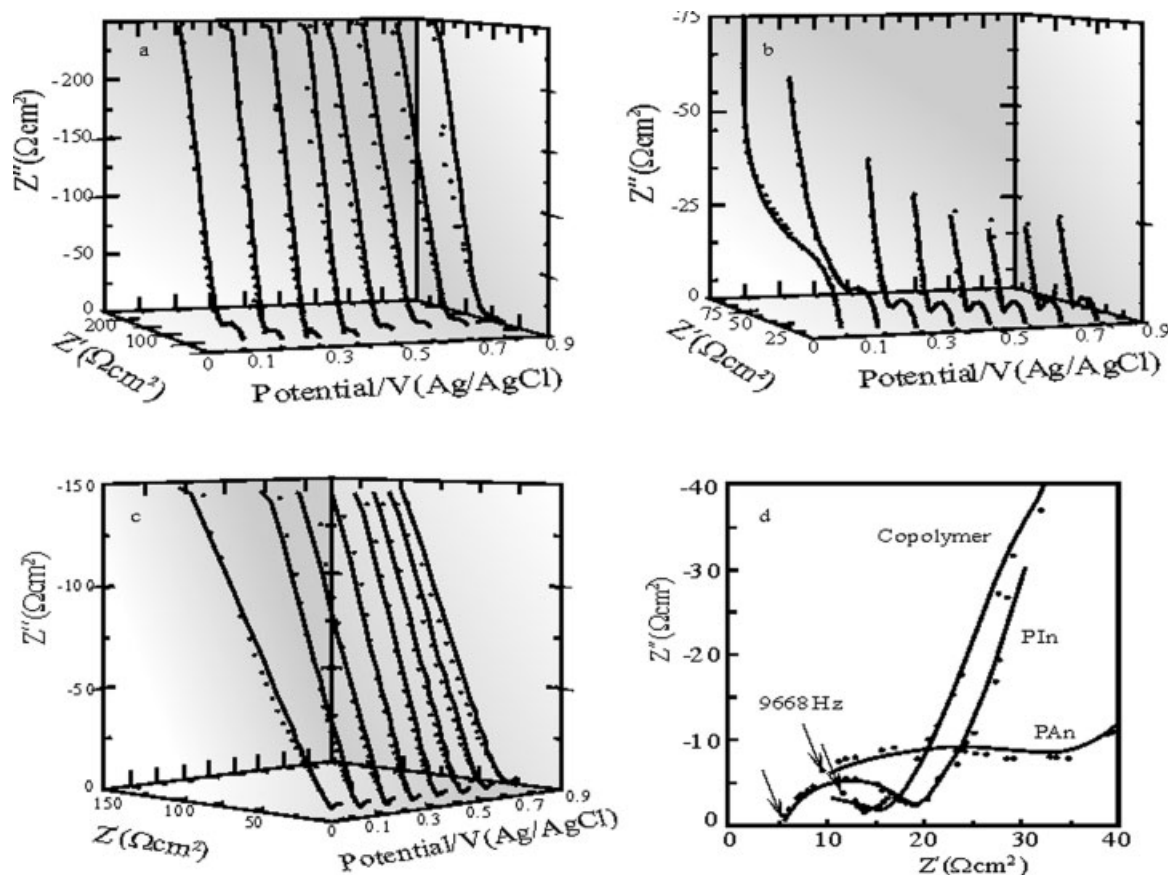 a
Z''(Ωcm²)
-200
-150
-100
-50
0
200
100
Z'(Ωcm²)
0 0.1 0.3 0.5 0.7 0.9
Potential/V(Ag/AgCl)
b
Z''(Ωcm²)
-75
-50
-25
0
75
50
25
Z'(Ωcm²)
0 0.1 0.3 0.5 0.7 0.9
Potential/V(Ag/AgCl)
c
Z''(Ωcm²)
-150
-100
-50
0
150
100
50
Z'(Ωcm²)
0 0.1 0.3 0.5 0.7 0.9
Potential/V(Ag/AgCl)
d
Z''(Ωcm²)
-40
-30
-20
-10
0
Copolymer
PIn
9668Hz
PAn
0 10 20 30 40
Z'(Ωcm²)